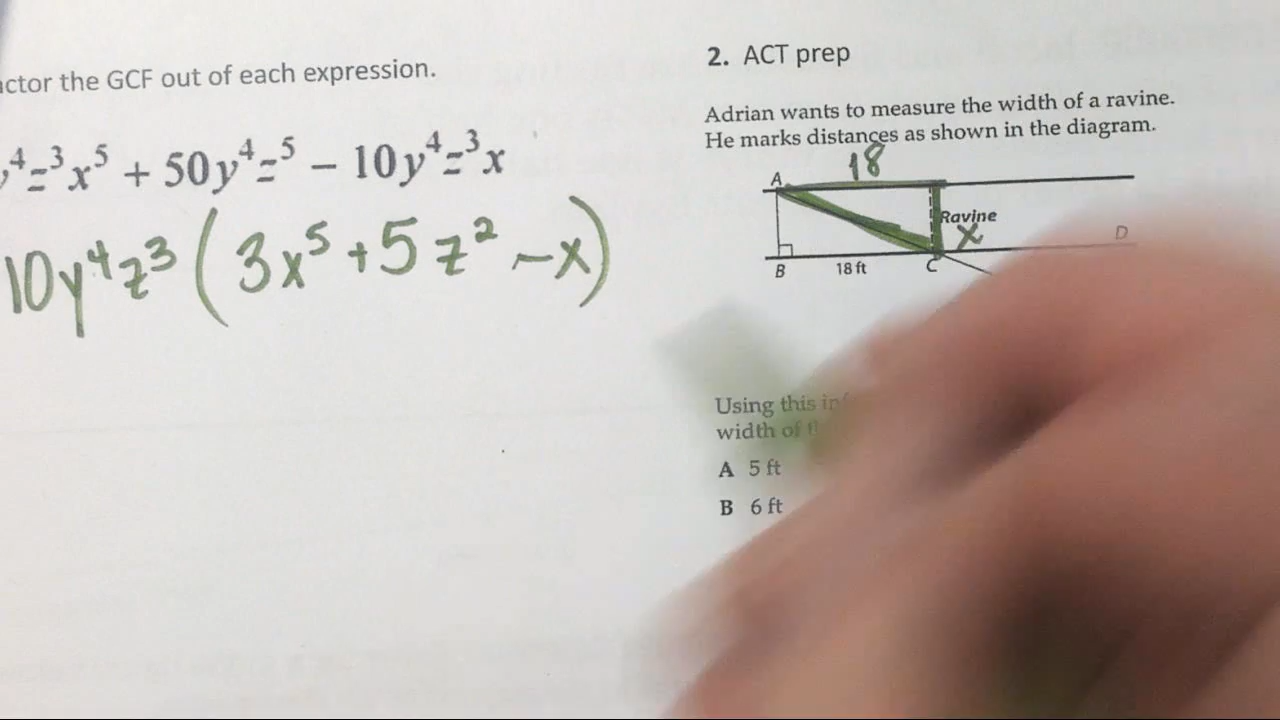 actor the GCF out of each expression.
y⁴z³x⁵ + 50y⁴z⁵ − 10y⁴z³x
10y⁴z³(3x⁵+5z²−x)
2. ACT prep
Adrian wants to measure the width of a ravine.
He marks distances as shown in the diagram.
18
A
Ravine
x
D
B
18 ft
C
Using this
width of
A 5 ft
B 6 ft